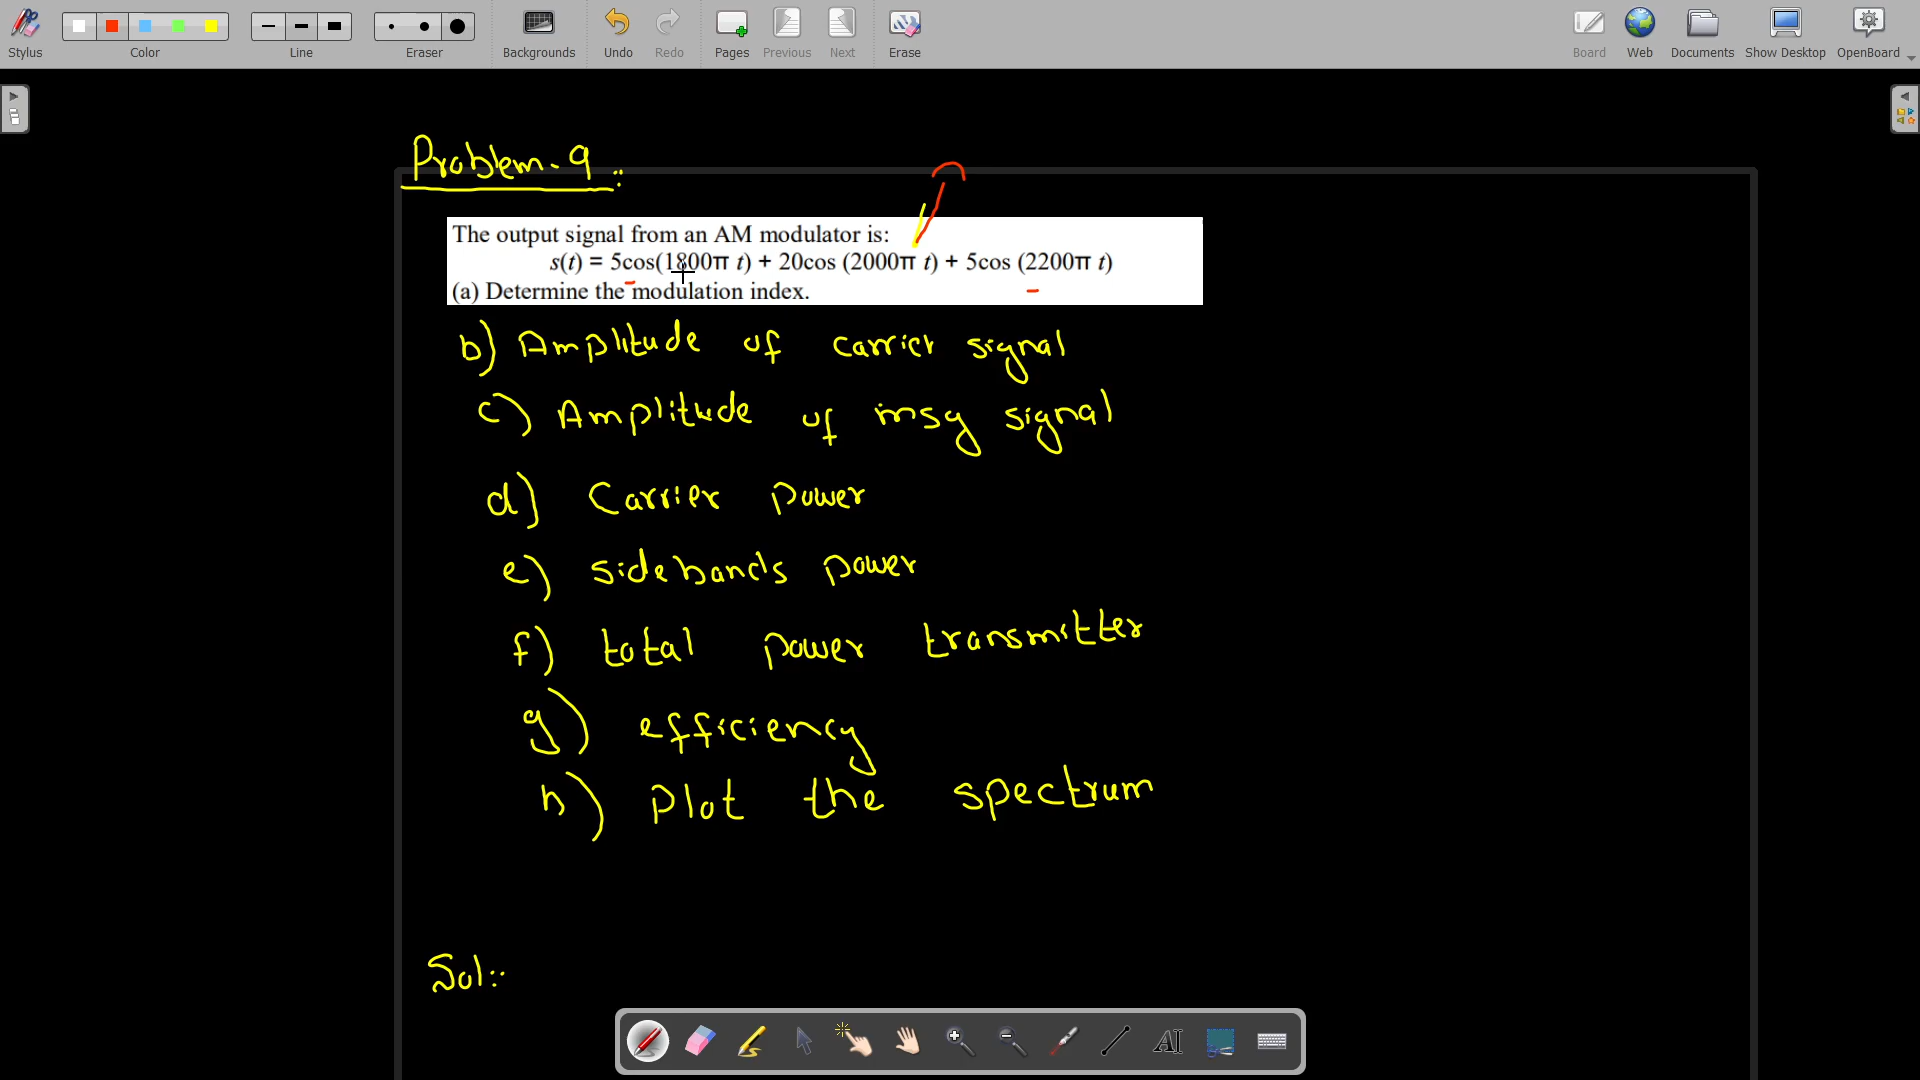 Stylus Color Line Eraser Backgrounds Undo Redo Pages Previous Next Erase Board Web Documents Show Desktop OpenBoard
Problem-9 :
The output signal from an AM modulator is:
s(t) = 5cos(1800π t) + 20cos (2000π t) + 5cos (2200π t)
(a) Determine the modulation index.
b) Amplitude of carrier signal
c) Amplitude of msg signal
d) Carrier power
e) sidebands power
f) total power transmitter
g) efficiency
h) Plot the spectrum
Sol::
AI